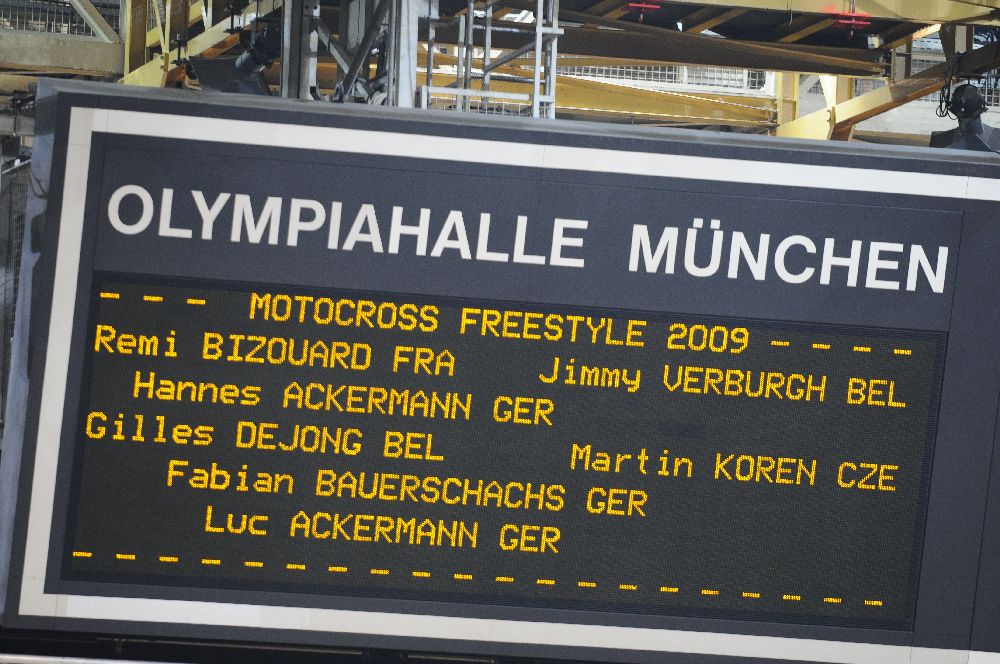 OLYMPIAHALLE MÜNCHEN
- - - MOTOCROSS FREESTYLE 2009 - - - -
Remi BIZOUARD FRA Jimmy VERBURGH BEL
Hannes ACKERMANN GER
Gilles DEJONG BEL Martin KOREN CZE
Fabian BAUERSCHACHS GER
Luc ACKERMANN GER
- - - - - - - - - - - - - - - - - - - -